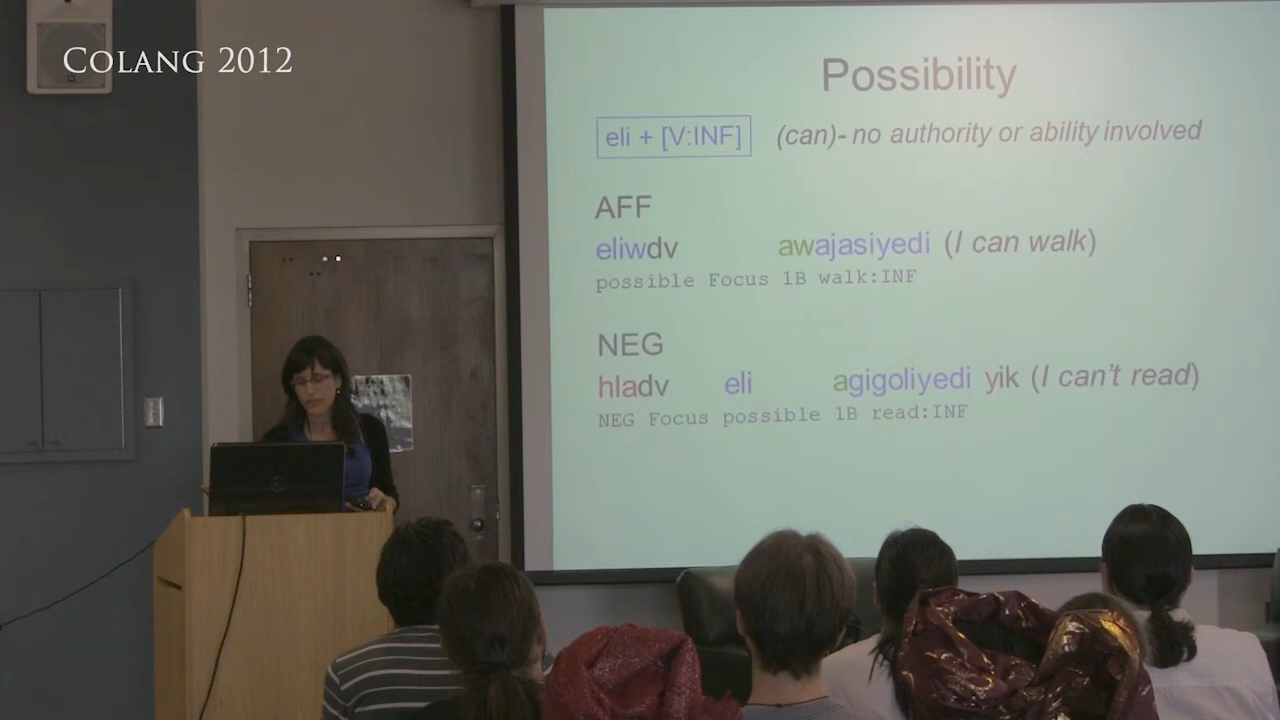 COLANG 2012
Possibility
eli + [V:INF] (can)- no authority or ability involved
AFF
eliwdv awajasiyedi (I can walk)
possible Focus 1B walk:INF
NEG
hladv eli agigoliyedi yik (I can't read)
NEG Focus possible 1B read:INF